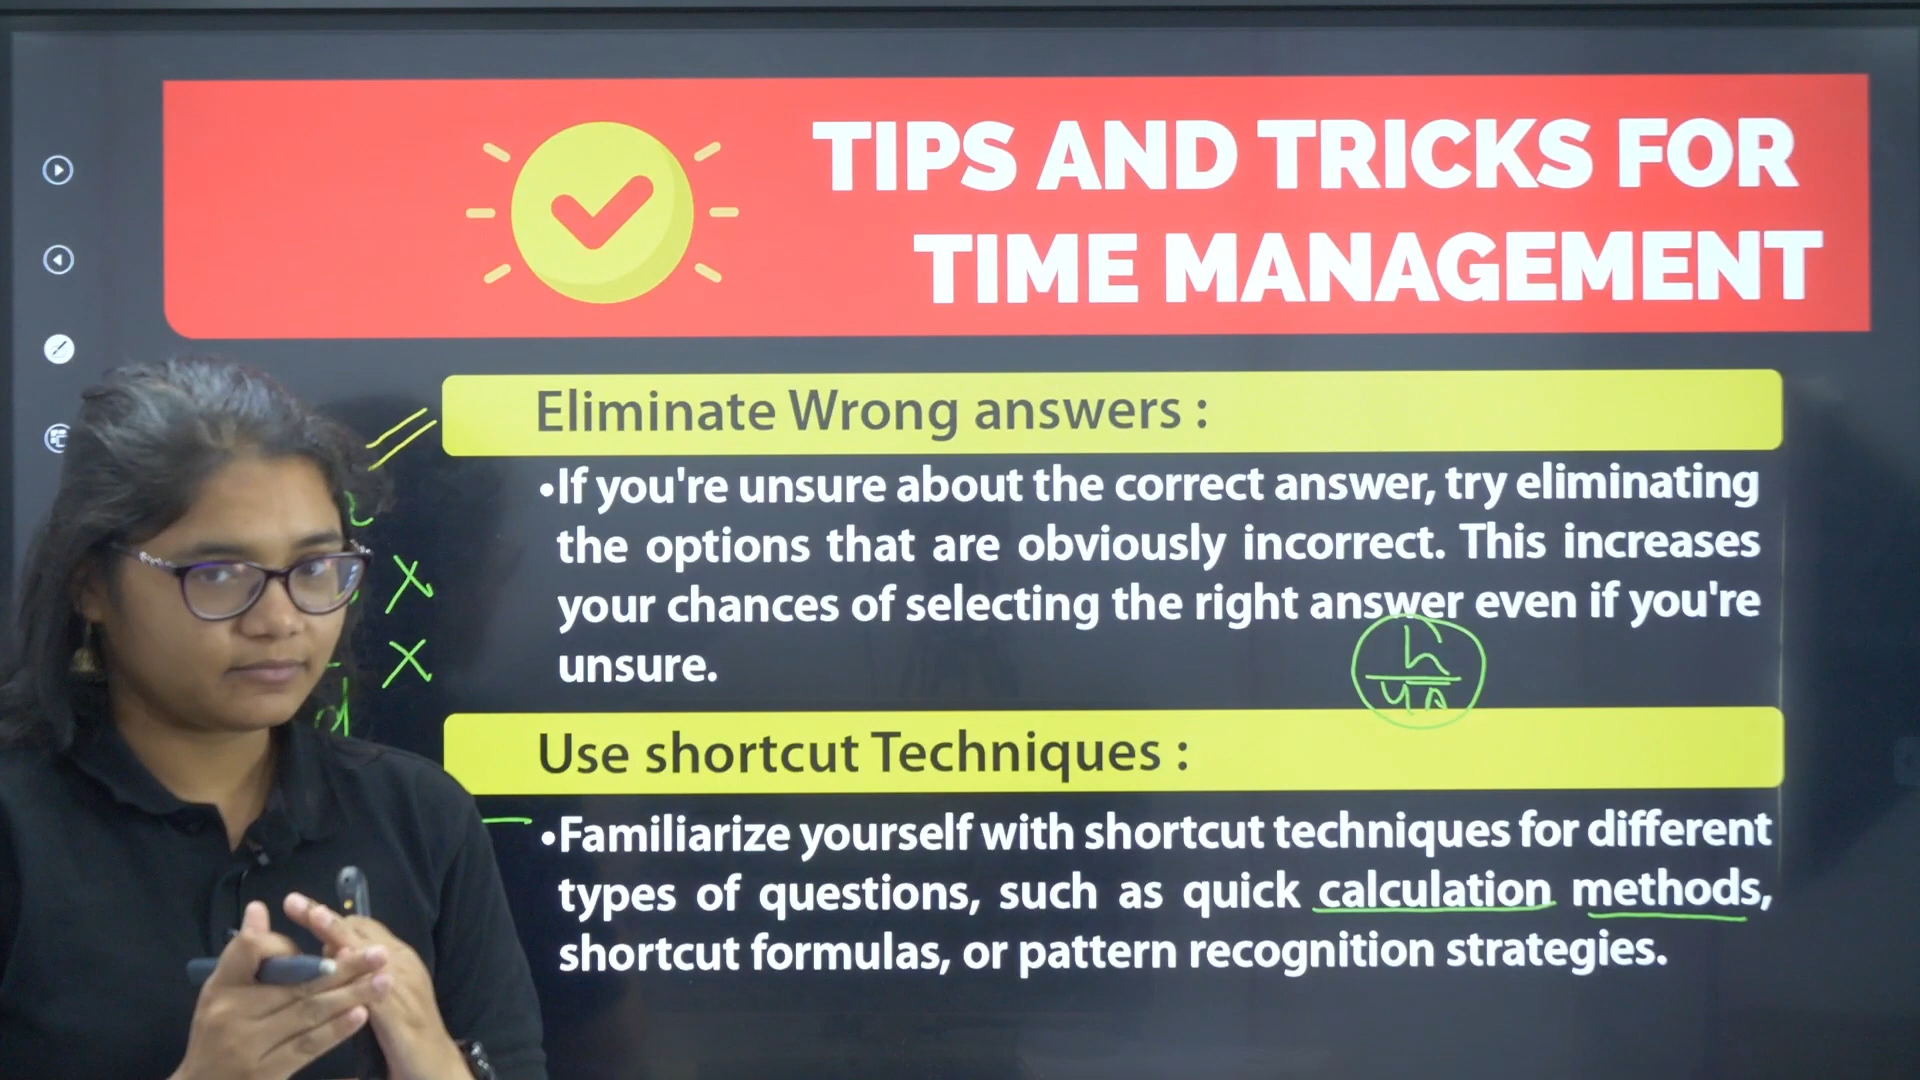 TIPS AND TRICKS FOR
TIME MANAGEMENT
Eliminate Wrong answers :
•If you're unsure about the correct answer, try eliminating
the options that are obviously incorrect. This increases
your chances of selecting the right answer even if you're
unsure.
h
Use shortcut Techniques :
•Familiarize yourself with shortcut techniques for different
types of questions, such as quick calculation methods,
shortcut formulas, or pattern recognition strategies.
X
X
d